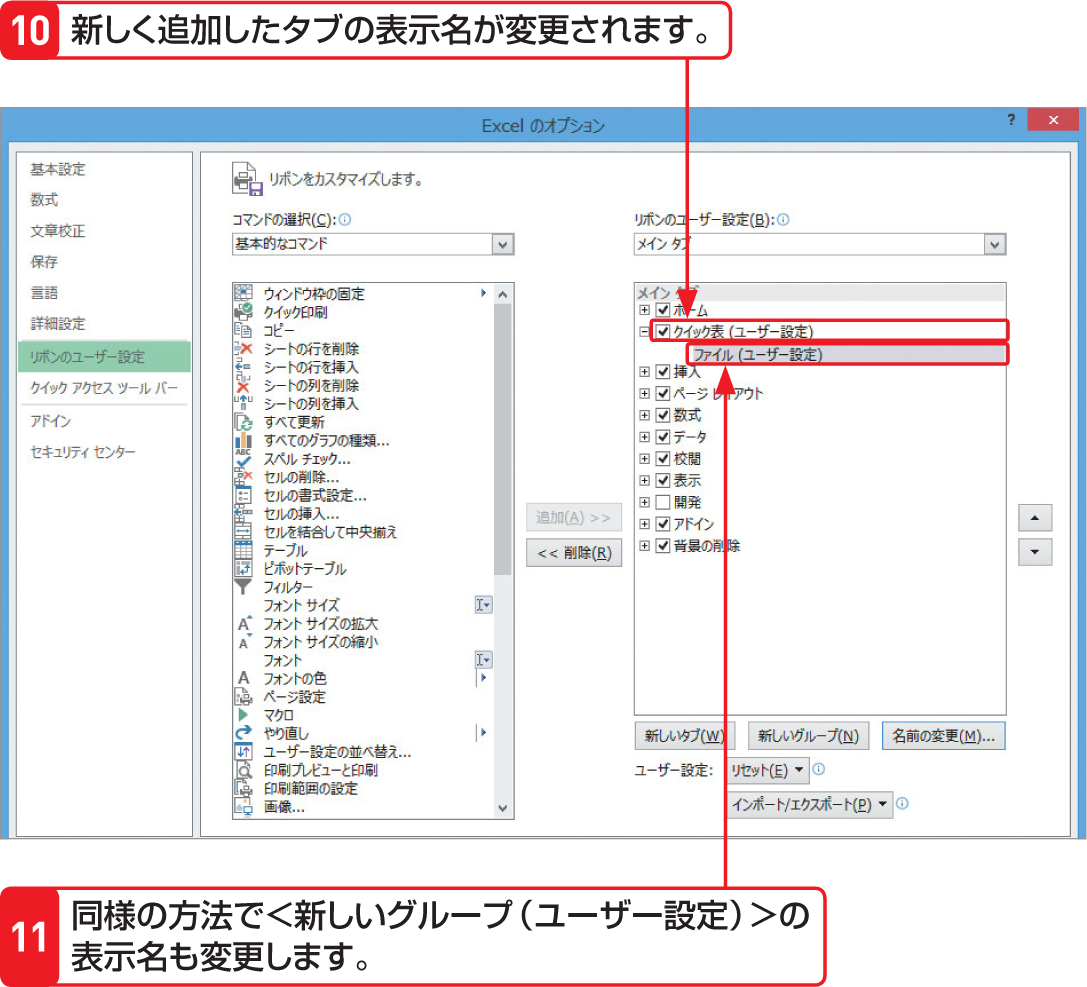 10 新しく追加したタブの表示名が変更されます。
Excel のオプション
?
基本設定
数式
文章校正
保存
言語
詳細設定
リボンのユーザー設定
クイック アクセス ツール バー
アドイン
セキュリティ センター
リボンをカスタマイズします。
コマンドの選択(C):
基本的なコマンド
ウィンドウ枠の固定
クイック印刷
コピー
シートの行を削除
シートの行を挿入
シートの列を削除
シートの列を挿入
すべて更新
すべてのグラフの種類...
スペル チェック...
セルの削除...
セルの書式設定...
セルの挿入...
セルを結合して中央揃え
テーブル
ピボットテーブル
フィルター
フォント サイズ
フォント サイズの拡大
フォント サイズの縮小
フォント
フォントの色
ページ設定
マクロ
やり直し
ユーザー設定の並べ替え...
印刷プレビューと印刷
印刷範囲の設定
画像...
追加(A) >>
<< 削除(R)
リボンのユーザー設定(B):
メイン タブ
メイン タブ
ホーム
クイック表 (ユーザー設定)
ファイル (ユーザー設定)
挿入
ページ レイアウト
数式
データ
校閲
表示
開発
アドイン
背景の削除
新しいタブ(W) 新しいグループ(N) 名前の変更(M)...
ユーザー設定: リセット(E)
インポート/エクスポート(P)
11 同様の方法で<新しいグループ(ユーザー設定)>の
表示名も変更します。